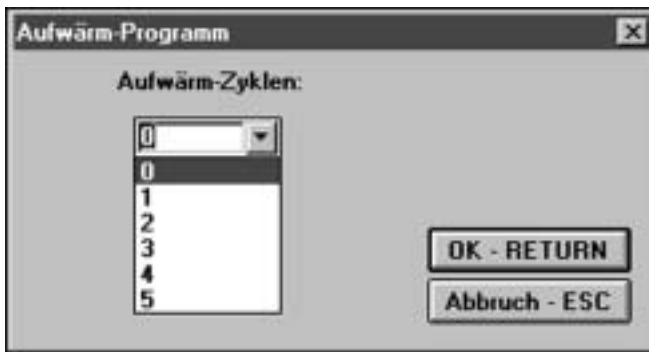 Aufwärm-Programm
Aufwärm-Zyklen:
0
0
1
2
3
4
5
OK - RETURN
Abbruch - ESC